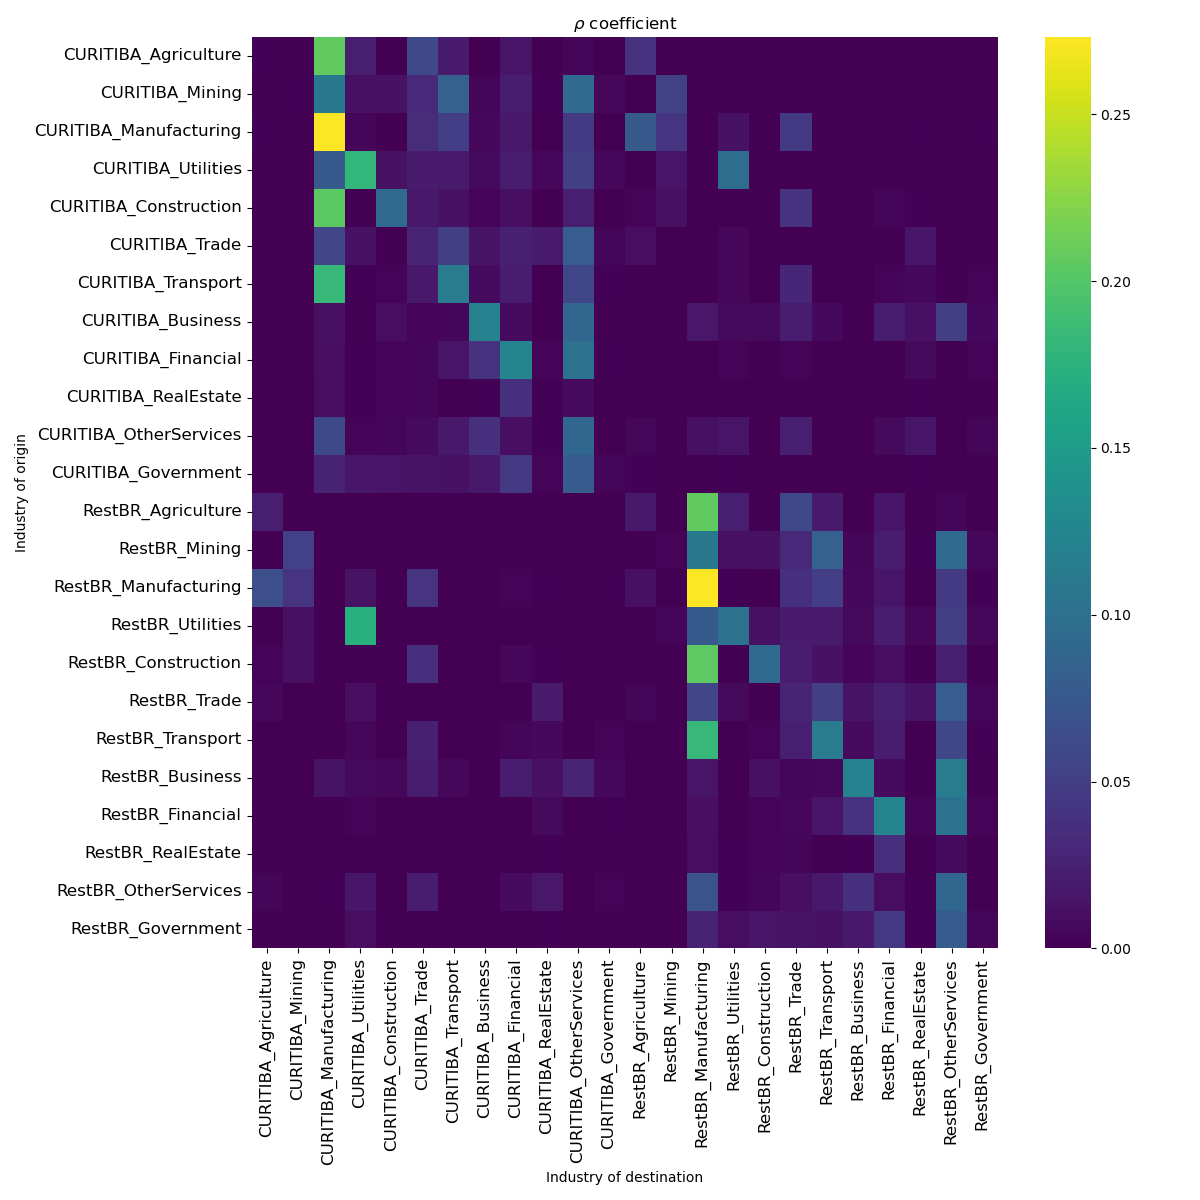 ρ coefficient
CURITIBA_Agriculture
CURITIBA_Mining
CURITIBA_Manufacturing
CURITIBA_Utilities
CURITIBA_Construction
CURITIBA_Trade
CURITIBA_Transport
CURITIBA_Business
CURITIBA_Financial
CURITIBA_RealEstate
CURITIBA_OtherServices
CURITIBA_Government
RestBR_Agriculture
RestBR_Mining
RestBR_Manufacturing
RestBR_Utilities
RestBR_Construction
RestBR_Trade
RestBR_Transport
RestBR_Business
RestBR_Financial
RestBR_RealEstate
RestBR_OtherServices
RestBR_Government
Industry of origin
CURITIBA_Agriculture
CURITIBA_Mining
CURITIBA_Manufacturing
CURITIBA_Utilities
CURITIBA_Construction
CURITIBA_Trade
CURITIBA_Transport
CURITIBA_Business
CURITIBA_Financial
CURITIBA_RealEstate
CURITIBA_OtherServices
CURITIBA_Government
RestBR_Agriculture
RestBR_Mining
RestBR_Manufacturing
RestBR_Utilities
RestBR_Construction
RestBR_Trade
RestBR_Transport
RestBR_Business
RestBR_Financial
RestBR_RealEstate
RestBR_OtherServices
RestBR_Government
Industry of destination
0.25
0.20
0.15
0.10
0.05
0.00